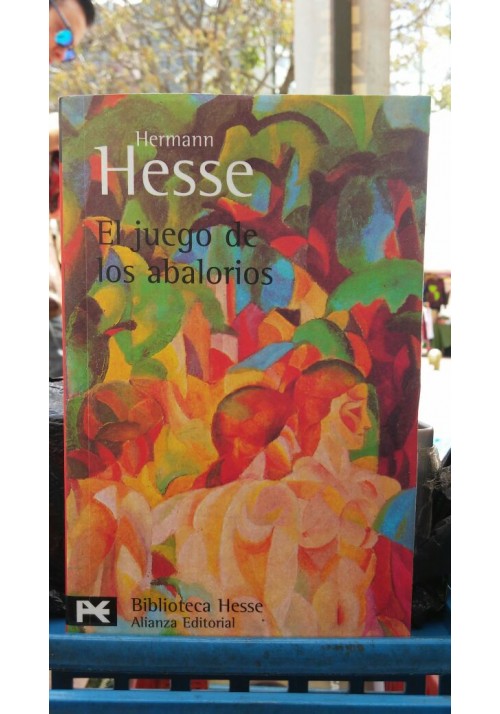 Hermann
Hesse
El juego de
los abalorios
Biblioteca Hesse
Alianza Editorial